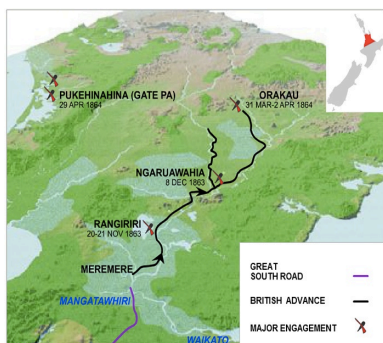 PUKEHINAHINA (GATE PA)
29 APR 1864
ORAKAU
31 MAR-2 APR 1864
NGARUAWAHIA
8 DEC 1863
RANGIRIRI
20-21 NOV 1863
MEREMERE
MANGATAWHIRI
WAIKATO
GREAT
SOUTH ROAD
BRITISH ADVANCE
MAJOR ENGAGEMENT